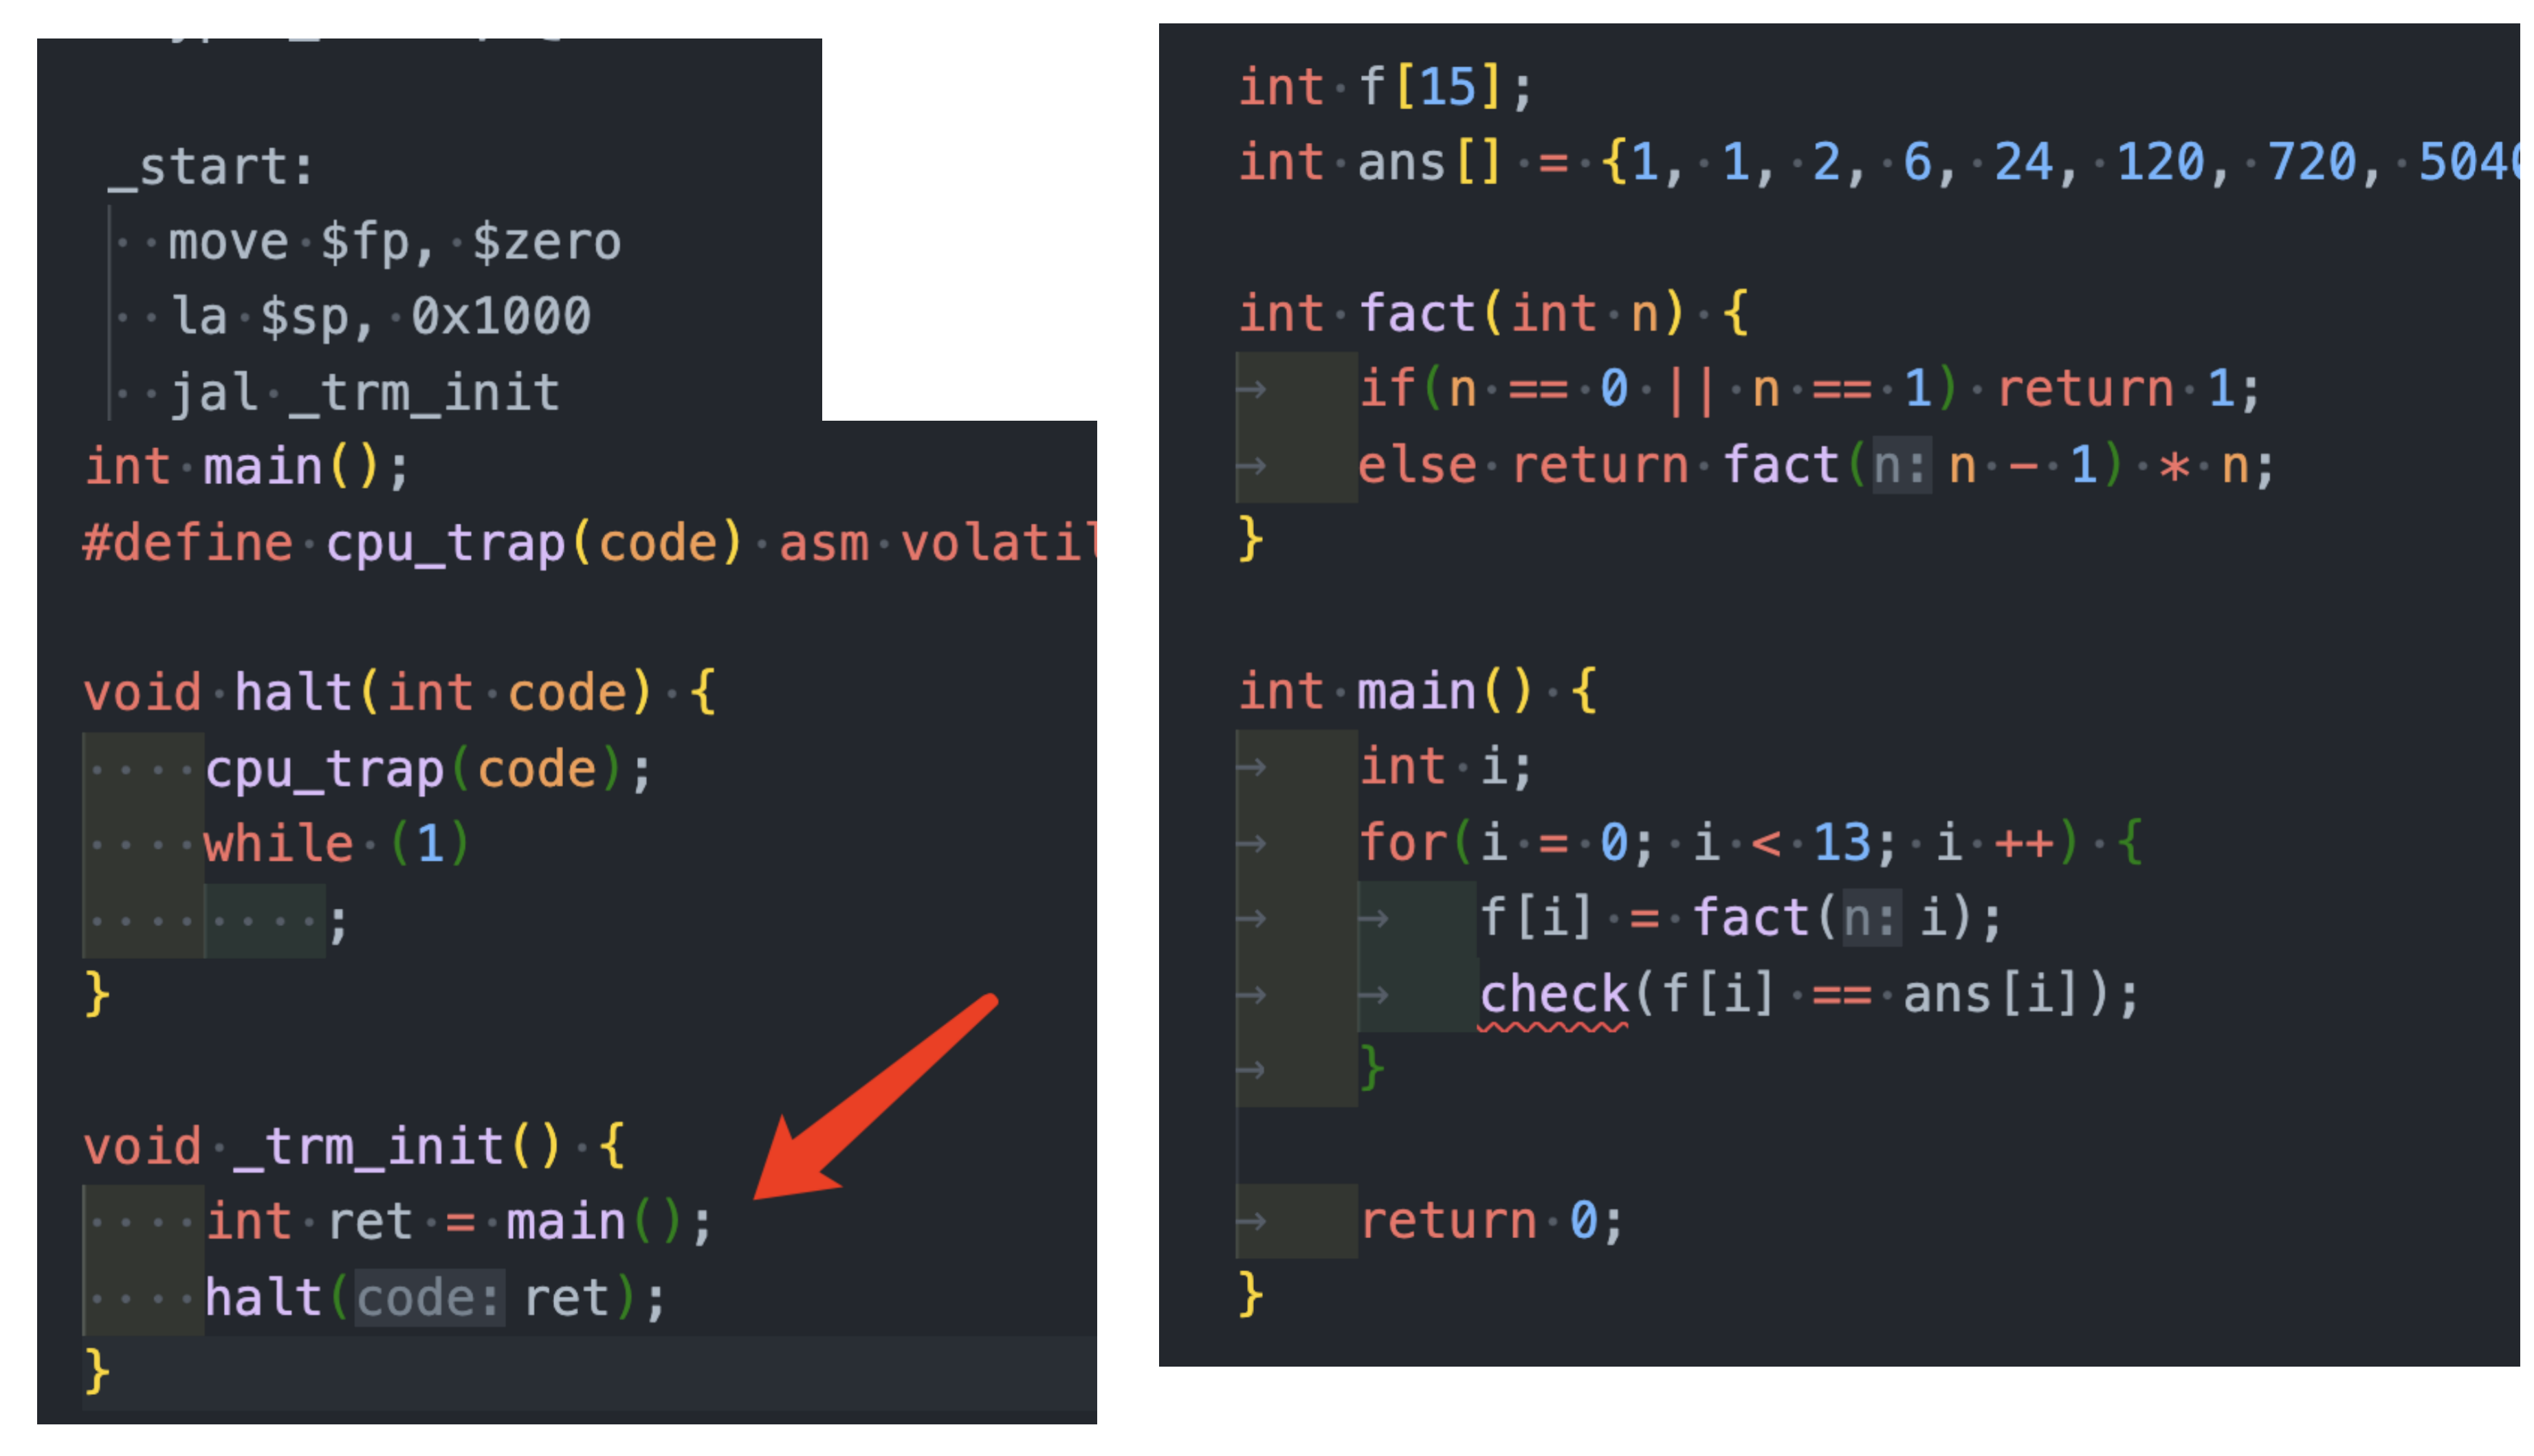 _start:
move $fp, $zero
la $sp, 0x1000
jal _trm_init
int main();
#define cpu_trap(code) asm
void halt(int code) {
cpu_trap(code);
while (1)
;
}
void _trm_init() {
int ret = main();
halt(code: ret);
}
int f[15];
int ans[] = {1, 1, 2, 6, 24, 120, 720,
int fact(int n) {
if(n == 0 || n == 1) return 1;
else return fact(n: n - 1) * n;
}
int main() {
int i;
for(i = 0; i < 13; i ++) {
f[i] = fact(n: i);
check(f[i] == ans[i]);
}
return 0;
}